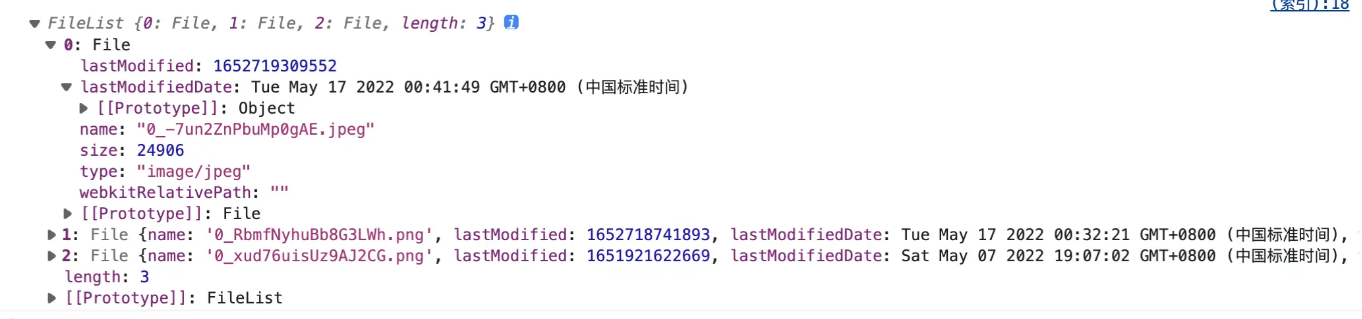 (索引):18
▼ FileList {0: File, 1: File, 2: File, length: 3} i
▼ 0: File
lastModified: 1652719309552
▼ lastModifiedDate: Tue May 17 2022 00:41:49 GMT+0800 (中国标准时间)
▶ [[Prototype]]: Object
name: "0_-7un2ZnPbuMp0gAE.jpeg"
size: 24906
type: "image/jpeg"
webkitRelativePath: ""
▶ [[Prototype]]: File
▶ 1: File {name: '0_RbmfNyhuBb8G3LWh.png', lastModified: 1652718741893, lastModifiedDate: Tue May 17 2022 00:32:21 GMT+0800 (中国标准时间),
▶ 2: File {name: '0_xud76uisUz9AJ2CG.png', lastModified: 1651921622669, lastModifiedDate: Sat May 07 2022 19:07:02 GMT+0800 (中国标准时间),
length: 3
▶ [[Prototype]]: FileList